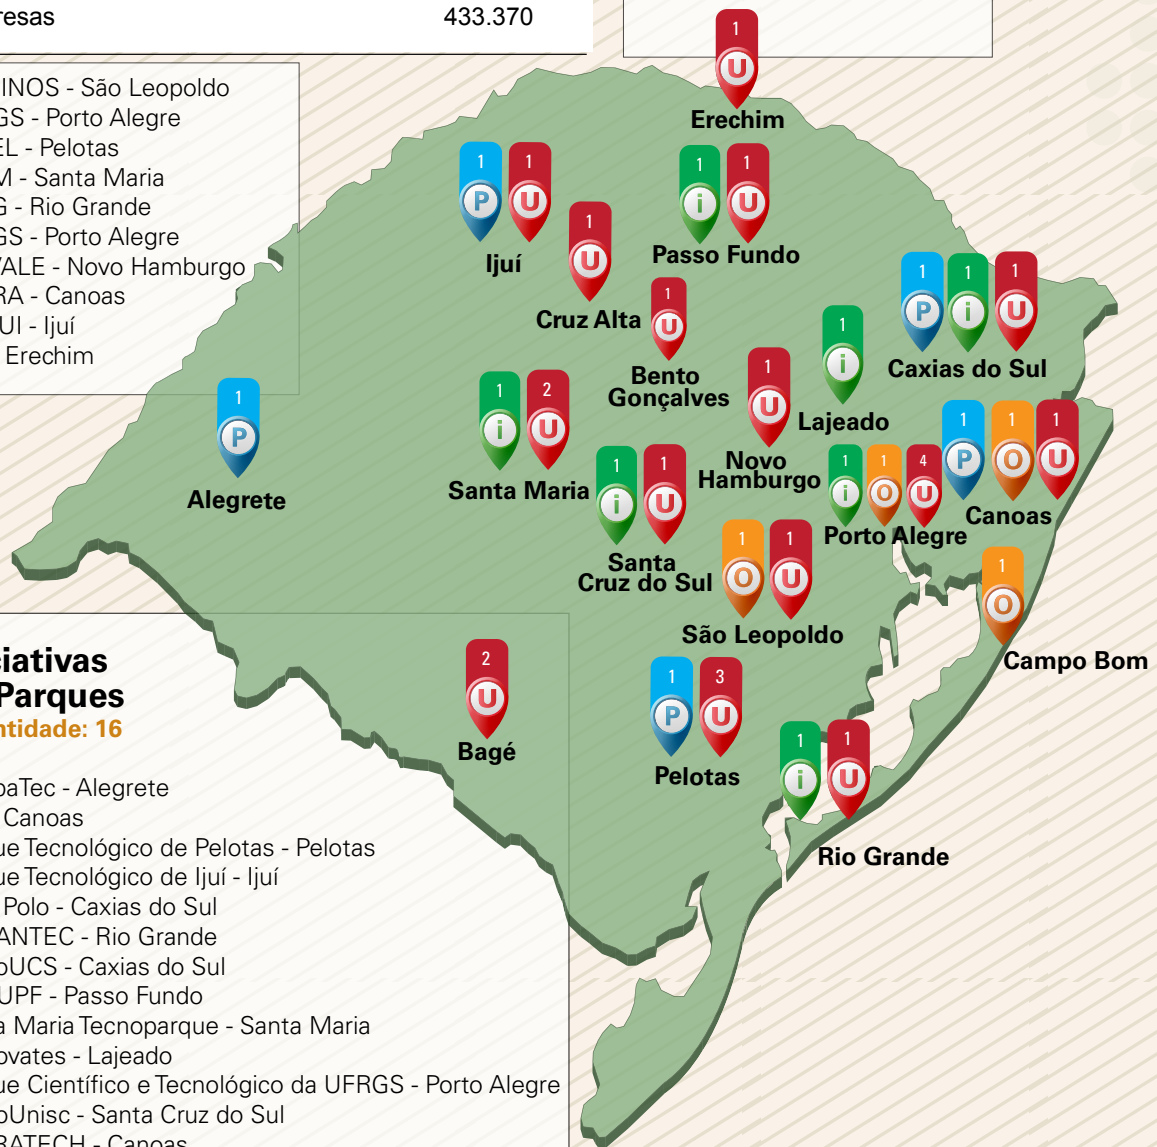 resas 433.370
INOS - São Leopoldo
GS - Porto Alegre
EL - Pelotas
M - Santa Maria
G - Rio Grande
GS - Porto Alegre
VALE - Novo Hamburgo
RA - Canoas
UI - Ijuí
Erechim
1
U
Erechim
1 1
P U
Ijuí
1 1
i U
Passo Fundo
1
U
Cruz Alta
1
U
Bento
Gonçalves
1 1 1
P i U
Caxias do Sul
1
i
Lajeado
1
U
Novo
Hamburgo
1
P
Alegrete
1 2
i U
Santa Maria
1 1
i U
Santa
Cruz do Sul
1 1 4
i O U
Porto Alegre
1 1 1
P O U
Canoas
1 1
O U
São Leopoldo
1
O
Campo Bom
2
U
Bagé
1 3
P U
Pelotas
1 1
i U
Rio Grande
ciativas
Parques
ntidade: 16
paTec - Alegrete
Canoas
ue Tecnológico de Pelotas - Pelotas
ue Tecnológico de Ijuí - Ijuí
Polo - Caxias do Sul
ANTEC - Rio Grande
oUCS - Caxias do Sul
UPF - Passo Fundo
a Maria Tecnoparque - Santa Maria
ovates - Lajeado
ue Científico e Tecnológico da UFRGS - Porto Alegre
oUnisc - Santa Cruz do Sul
RATECH - Canoas